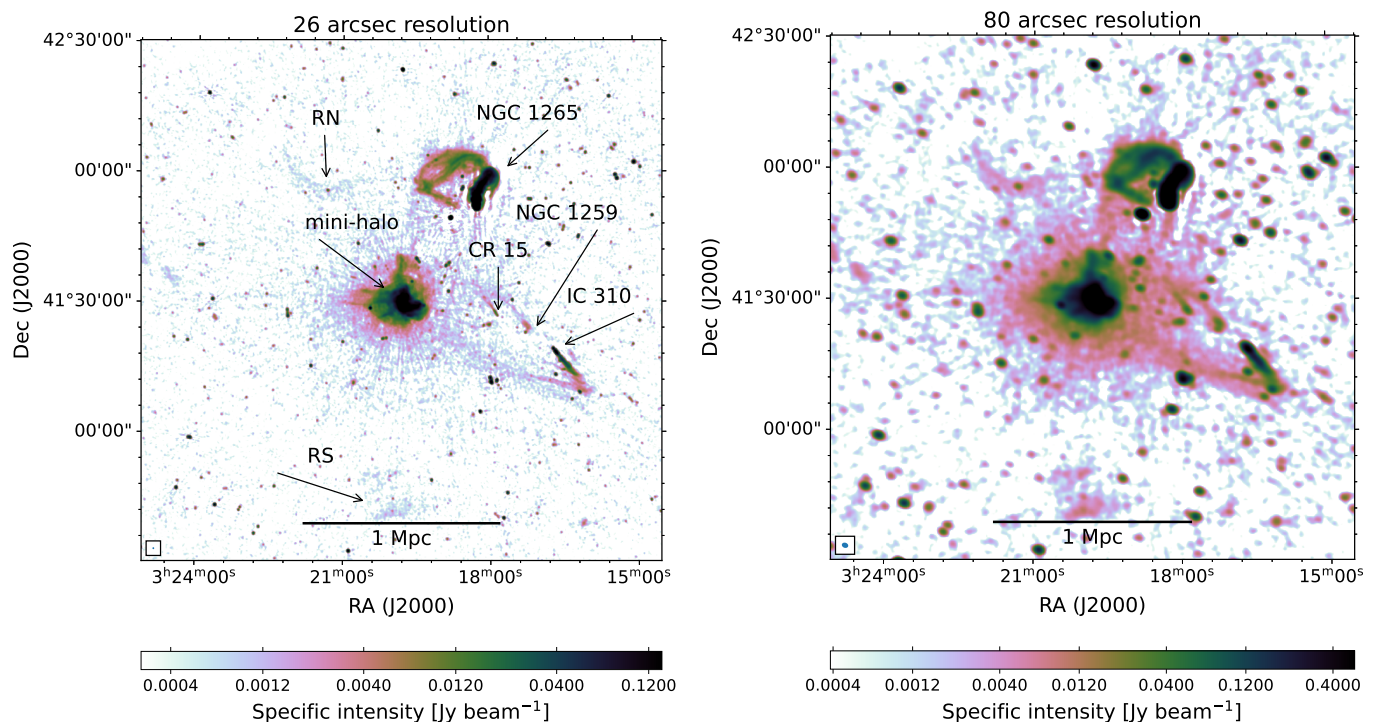 26 arcsec resolution
42°30'00"
00'00"
41°30'00"
00'00"
Dec (J2000)
RN
NGC 1265
mini-halo
NGC 1259
CR 15
IC 310
RS
1 Mpc
3ʰ24ᵐ00ˢ
21ᵐ00ˢ
18ᵐ00ˢ
15ᵐ00ˢ
RA (J2000)
0.0004
0.0012
0.0040
0.0120
0.0400
0.1200
Specific intensity [Jy beam⁻¹]
80 arcsec resolution
42°30'00"
00'00"
41°30'00"
00'00"
Dec (J2000)
1 Mpc
3ʰ24ᵐ00ˢ
21ᵐ00ˢ
18ᵐ00ˢ
15ᵐ00ˢ
RA (J2000)
0.0004
0.0012
0.0040
0.0120
0.0400
0.1200
0.4000
Specific intensity [Jy beam⁻¹]